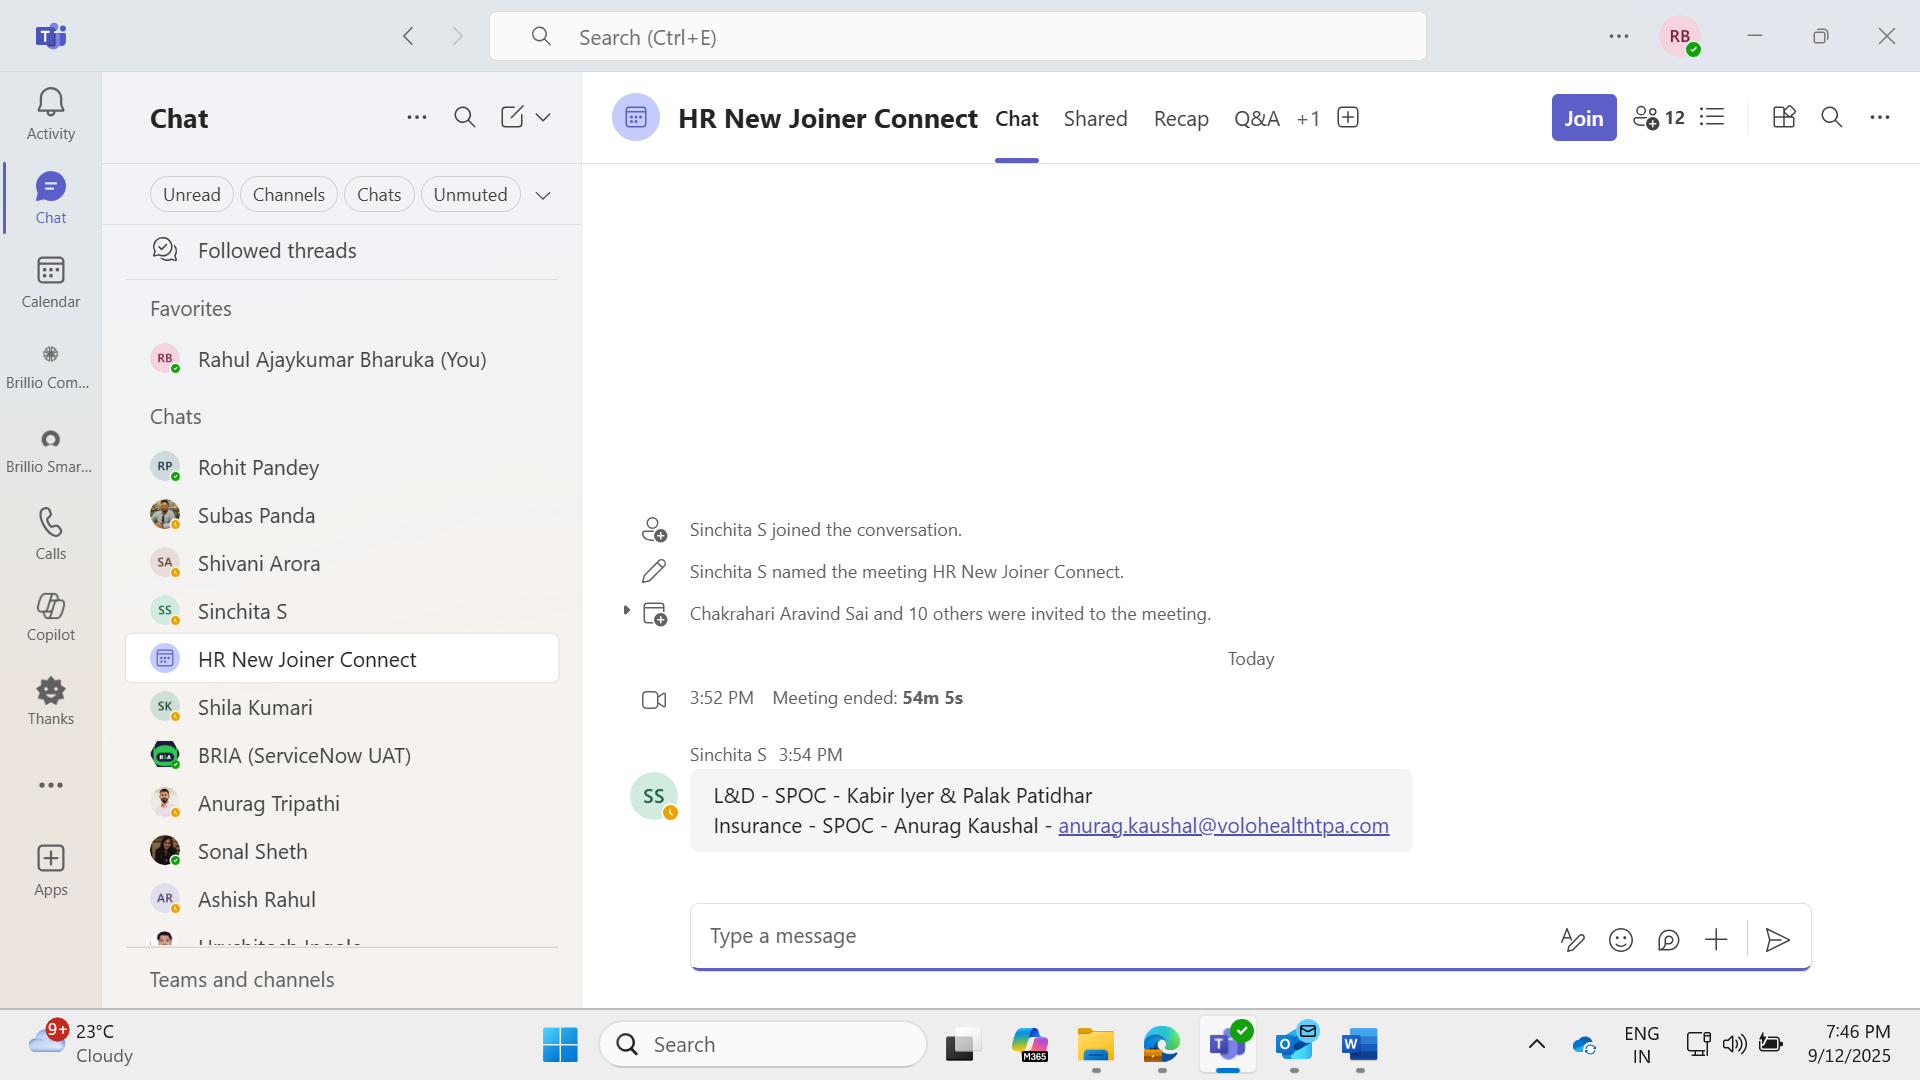 Search (Ctrl+E)
RB
Activity
Chat
Calendar
Brillio Com...
Brillio Smar...
Calls
Copilot
Thanks
Apps
Chat
Unread
Channels
Chats
Unmuted
Followed threads
Favorites
RB Rahul Ajaykumar Bharuka (You)
Chats
RP Rohit Pandey
Subas Panda
SA Shivani Arora
SS Sinchita S
HR New Joiner Connect
SK Shila Kumari
BRIA (ServiceNow UAT)
Anurag Tripathi
Sonal Sheth
AR Ashish Rahul
Teams and channels
HR New Joiner Connect
Chat
Shared
Recap
Q&A
+1
Join
12
Sinchita S joined the conversation.
Sinchita S named the meeting HR New Joiner Connect.
Chakrahari Aravind Sai and 10 others were invited to the meeting.
Today
3:52 PM Meeting ended: 54m 5s
Sinchita S 3:54 PM
SS
L&D - SPOC - Kabir Iyer & Palak Patidhar
Insurance - SPOC - Anurag Kaushal - anurag.kaushal@volohealthtpa.com
Type a message
9+
23°C
Cloudy
Search
M365
ENG
IN
7:46 PM
9/12/2025